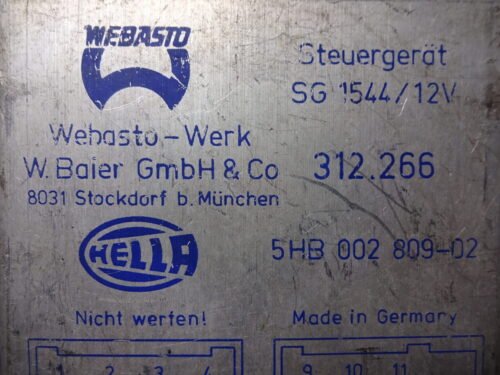 WEBASTO
Steuergerät
SG 1544/12V
Webasto-Werk
W. Baier GmbH & Co
312.266
8031 Stockdorf b. München
HELLA
5HB 002 809-02
Nicht werfen!
Made in Germany
1 2 3 4
9 10 11